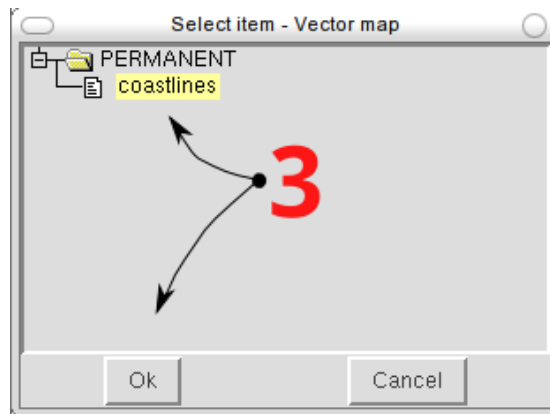 Select item - Vector map
PERMANENT
coastlines
3
Ok
Cancel